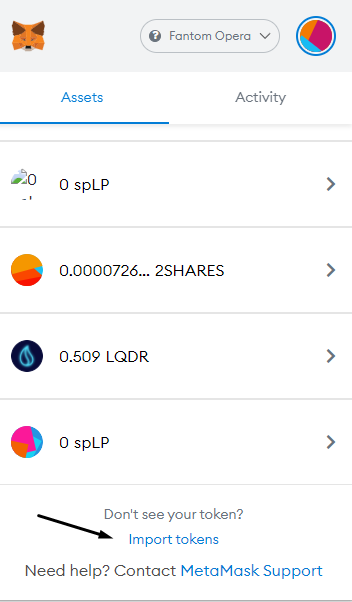 Fantom Opera
Assets
Activity
0
0 spLP
0.0000726... 2SHARES
0.509 LQDR
0 spLP
Don't see your token?
Import tokens
Need help? Contact MetaMask Support